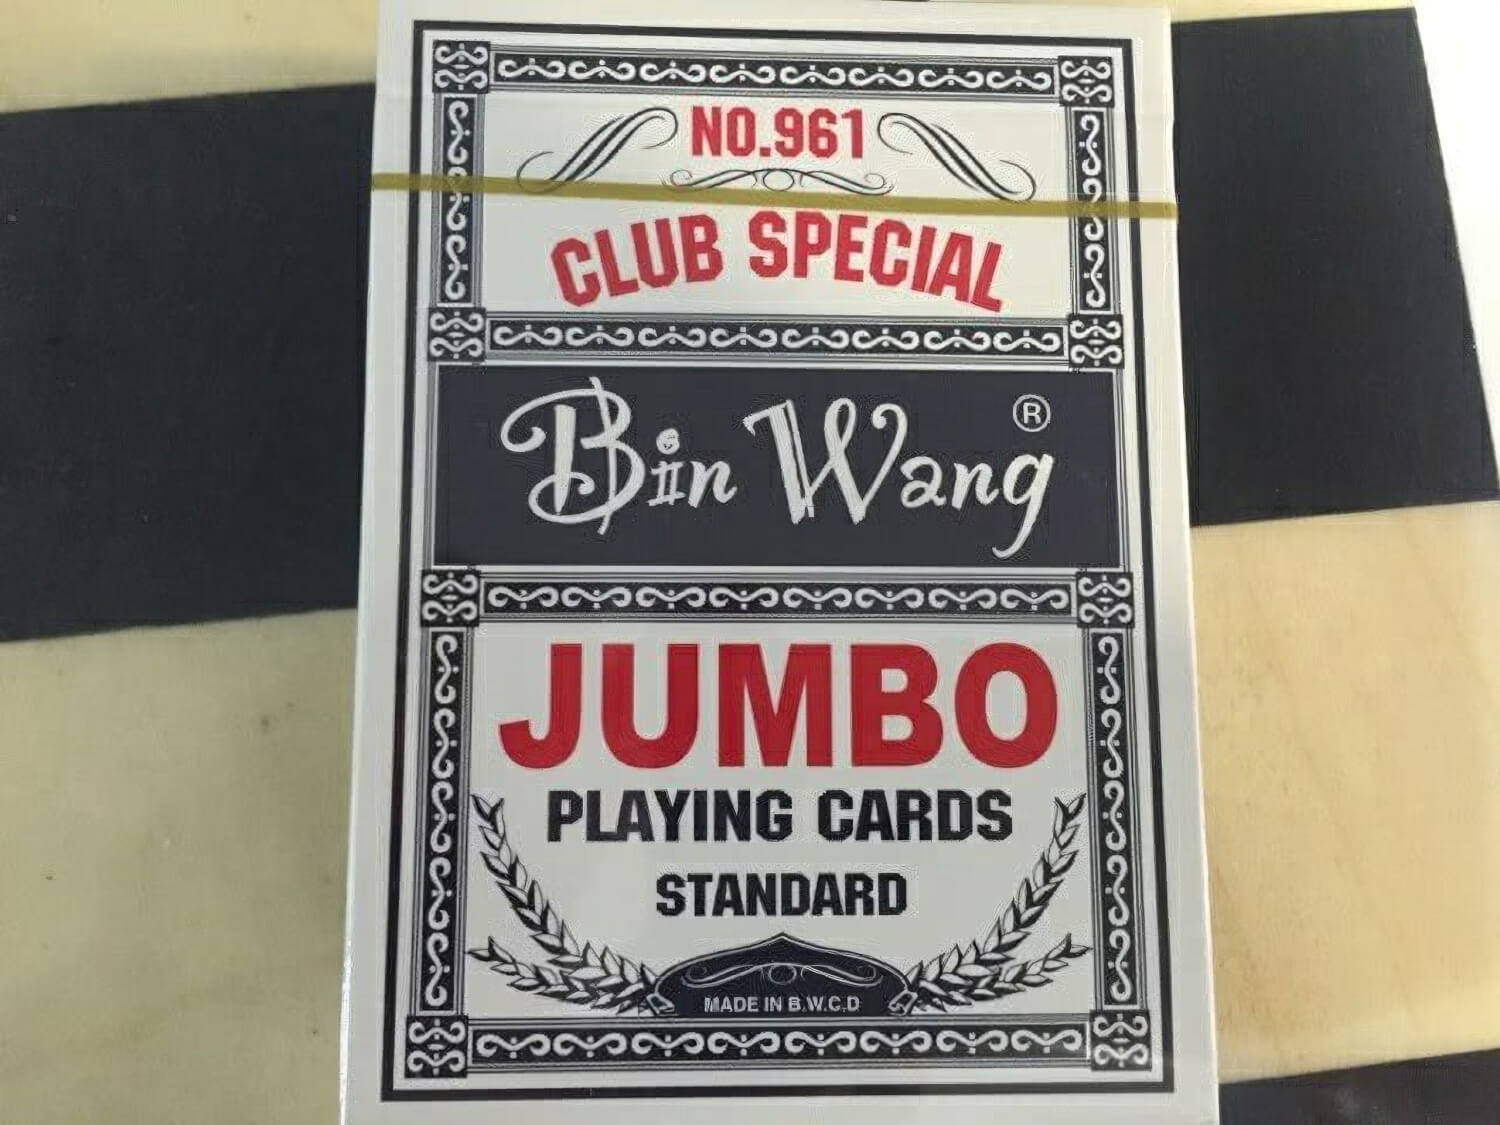 NO.961
CLUB SPECIAL
Bin Wang ®
JUMBO
PLAYING CARDS
STANDARD
MADE IN B.W.C.D